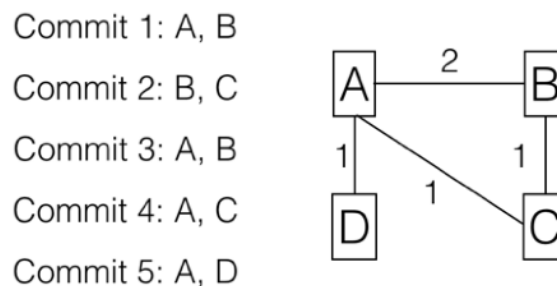 Commit 1: A, B
Commit 2: B, C
Commit 3: A, B
Commit 4: A, C
Commit 5: A, D
A 2 B
1 1 1
D C